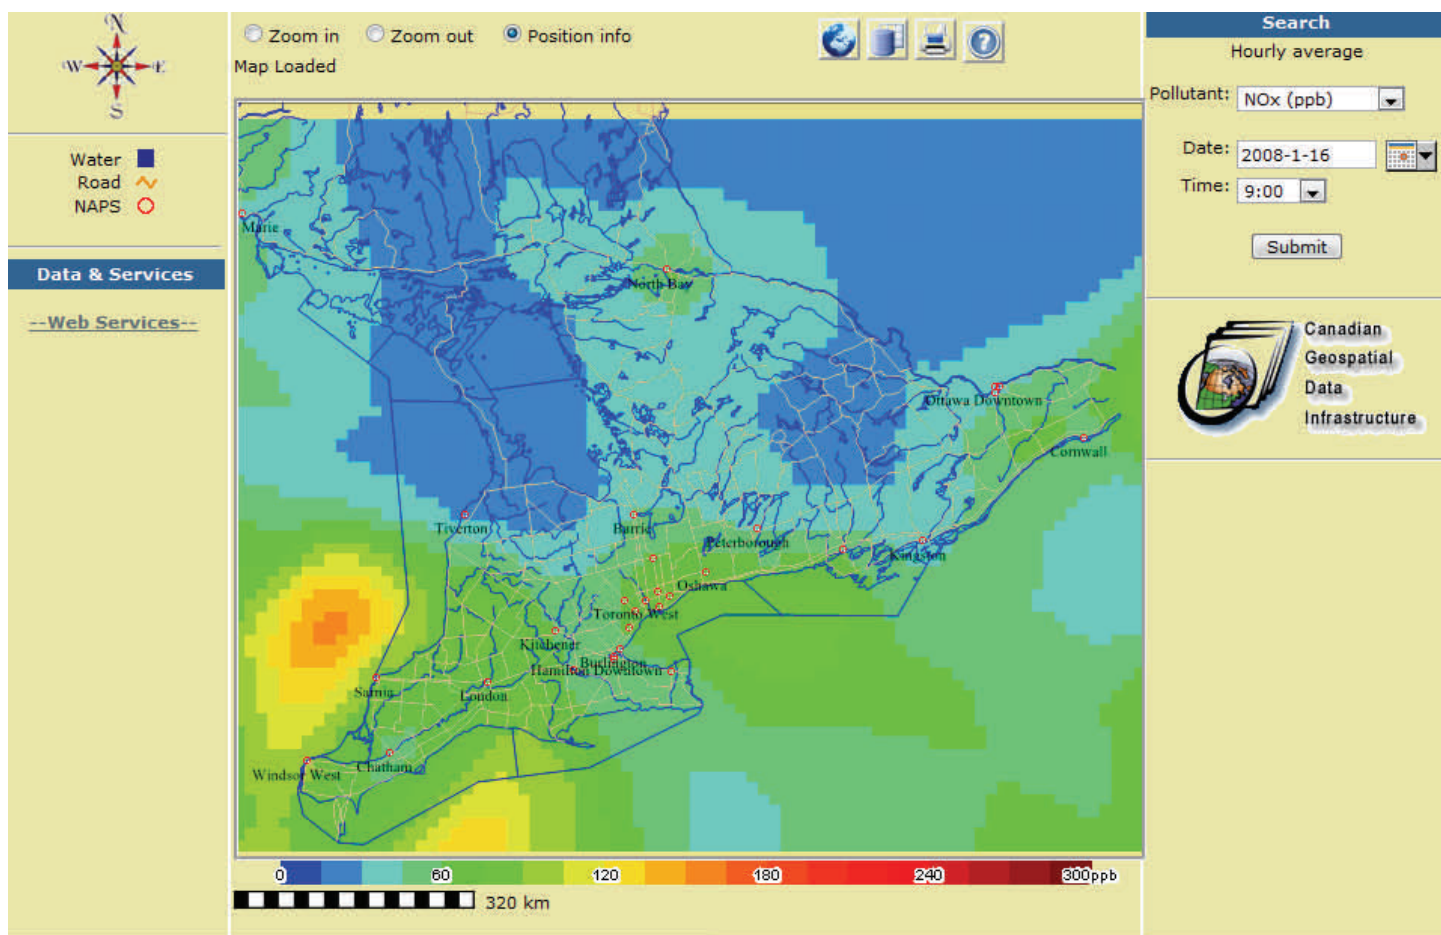 N
W
E
S
Water
Road
NAPS
Data & Services
--Web Services--
Zoom in
Zoom out
Position info
Map Loaded
Marie
North Bay
Ottawa Downtown
Cornwall
Tiverton
Barrie
Peterborough
Kingston
Oshawa
Toronto West
Kitchener
Burlington
Hamilton Downtown
Sarnia
London
Chatham
Windsor West
0 60 120 180 240 300ppb
320 km
Search
Hourly average
Pollutant: NOx (ppb)
Date: 2008-1-16
Time: 9:00
Submit
Canadian
Geospatial
Data
Infrastructure